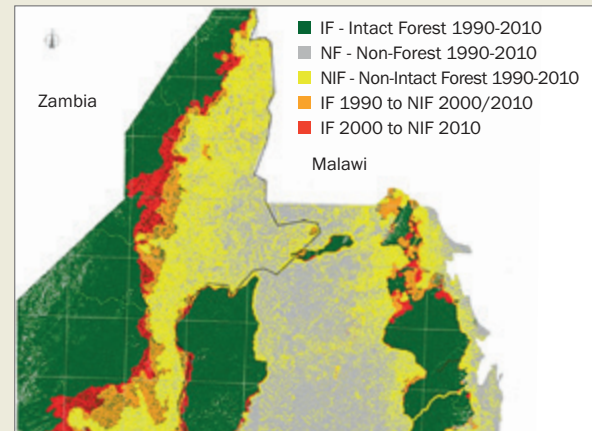 IF - Intact Forest 1990-2010
NF - Non-Forest 1990-2010
NIF - Non-Intact Forest 1990-2010
IF 1990 to NIF 2000/2010
IF 2000 to NIF 2010
Zambia
Malawi